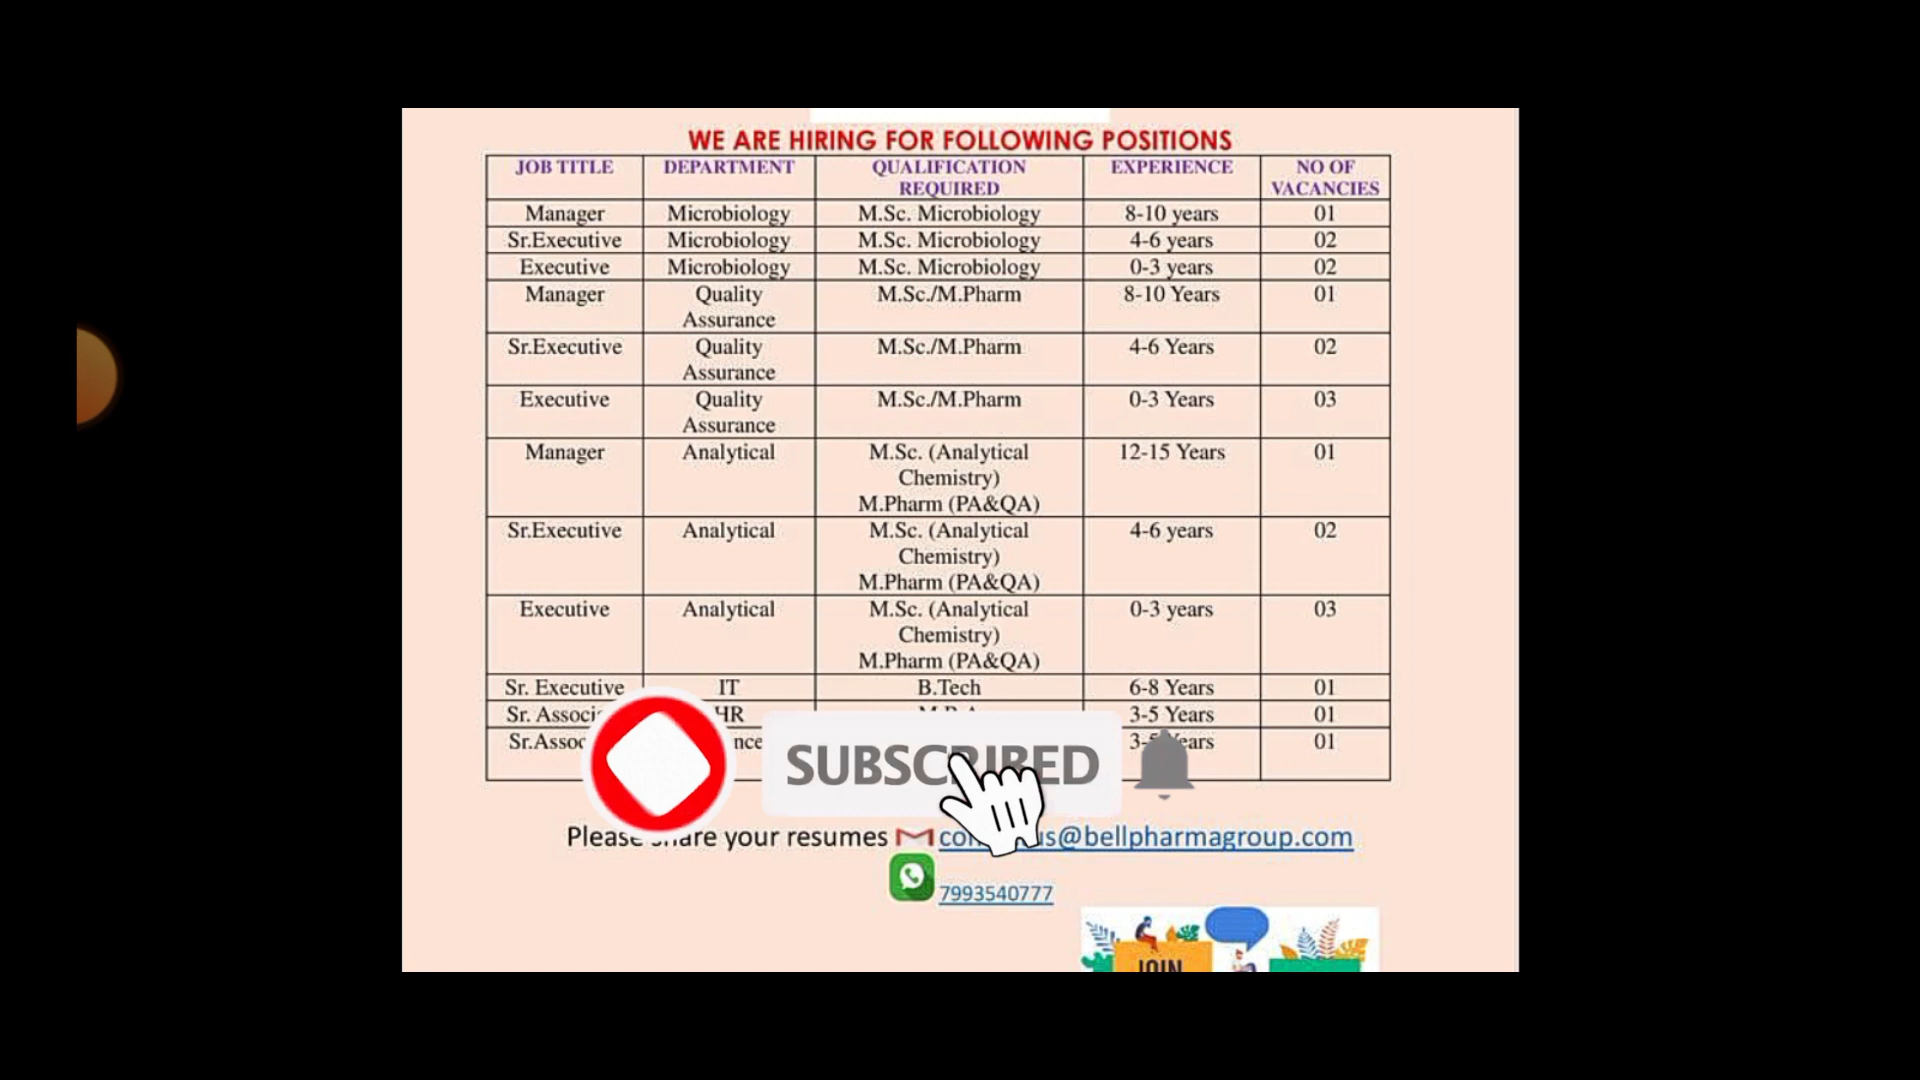 WE ARE HIRING FOR FOLLOWING POSITIONS
JOB TITLE DEPARTMENT QUALIFICATION REQUIRED EXPERIENCE NO OF VACANCIES
Manager Microbiology M.Sc. Microbiology 8-10 years 01
Sr.Executive Microbiology M.Sc. Microbiology 4-6 years 02
Executive Microbiology M.Sc. Microbiology 0-3 years 02
Manager Quality Assurance M.Sc./M.Pharm 8-10 Years 01
Sr.Executive Quality Assurance M.Sc./M.Pharm 4-6 Years 02
Executive Quality Assurance M.Sc./M.Pharm 0-3 Years 03
Manager Analytical M.Sc. (Analytical Chemistry) M.Pharm (PA&QA) 12-15 Years 01
Sr.Executive Analytical M.Sc. (Analytical Chemistry) M.Pharm (PA&QA) 4-6 years 02
Executive Analytical M.Sc. (Analytical Chemistry) M.Pharm (PA&QA) 0-3 years 03
Sr. Executive IT B.Tech 6-8 Years 01
Sr. HR 3-5 Years 01
01
SUBSCRIBED
Please share your resumes
7993540777
JOIN